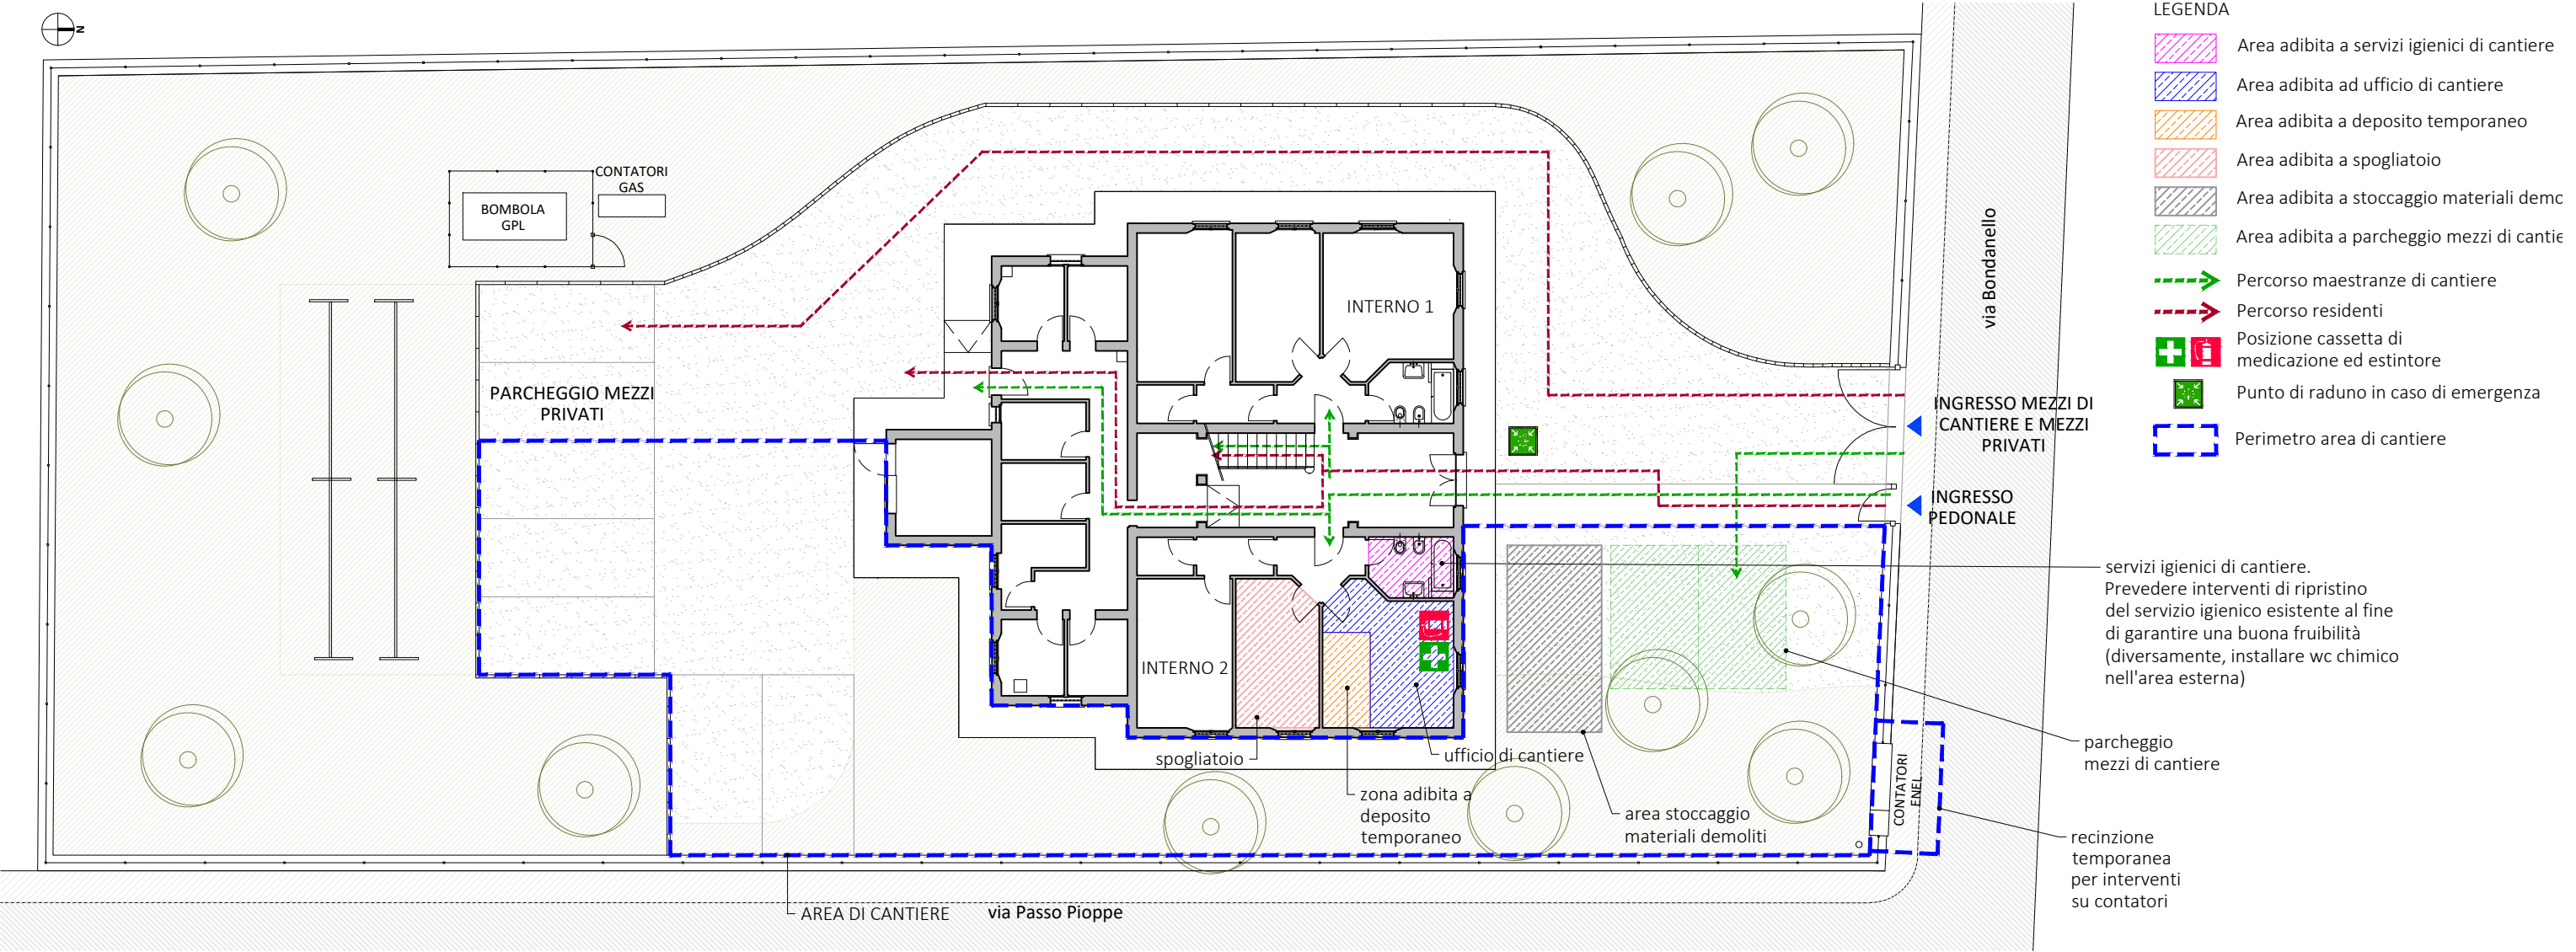 N
CONTATORI
GAS
BOMBOLA
GPL
PARCHEGGIO MEZZI
PRIVATI
INTERNO 1
INTERNO 2
spogliatoio
ufficio di cantiere
zona adibita a
deposito
temporaneo
area stoccaggio
materiali demoliti
AREA DI CANTIERE
via Passo Pioppe
via Bondanello
INGRESSO MEZZI DI
CANTIERE E MEZZI
PRIVATI
INGRESSO
PEDONALE
CONTATORI
ENEL
LEGENDA
Area adibita a servizi igienici di cantiere
Area adibita ad ufficio di cantiere
Area adibita a deposito temporaneo
Area adibita a spogliatoio
Area adibita a stoccaggio materiali demo
Area adibita a parcheggio mezzi di cantie
Percorso maestranze di cantiere
Percorso residenti
Posizione cassetta di
medicazione ed estintore
Punto di raduno in caso di emergenza
Perimetro area di cantiere
servizi igienici di cantiere.
Prevedere interventi di ripristino
del servizio igienico esistente al fine
di garantire una buona fruibilità
(diversamente, installare wc chimico
nell'area esterna)
parcheggio
mezzi di cantiere
recinzione
temporanea
per interventi
su contatori